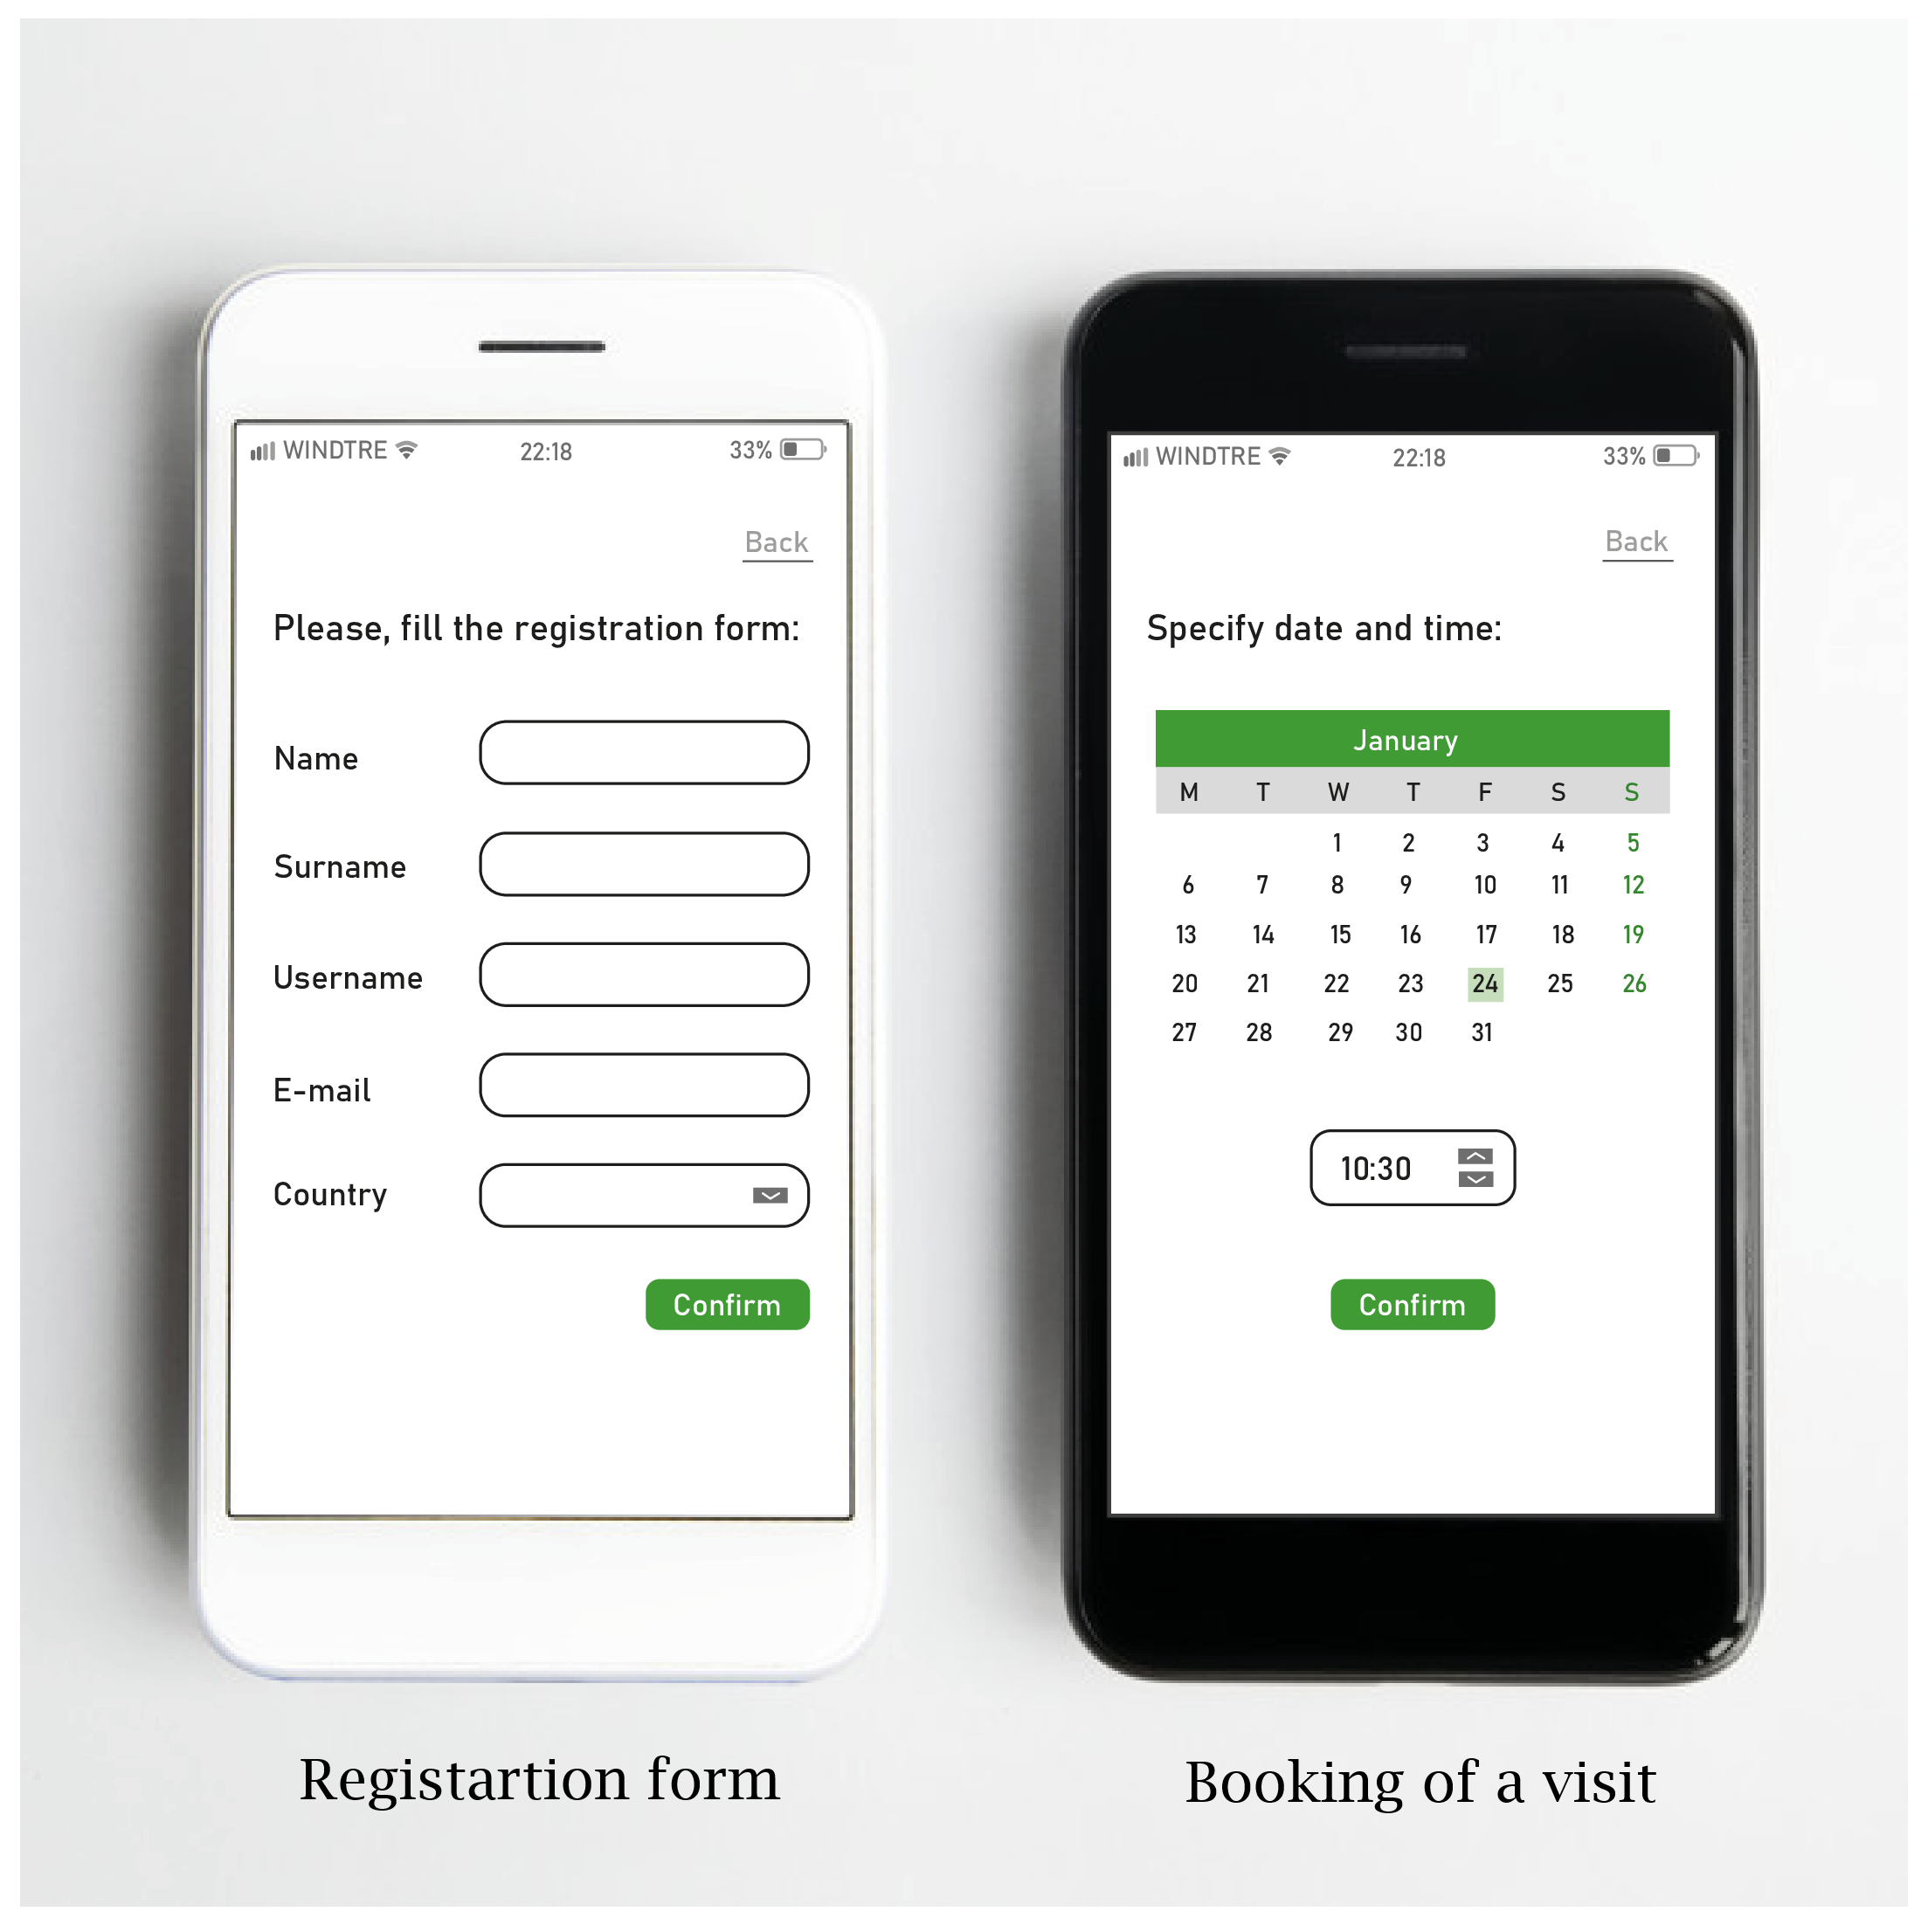 WINDTRE 22:18 33%
Back
Please, fill the registration form:
Name
Surname
Username
E-mail
Country
Confirm
Registartion form
WINDTRE 22:18 33%
Back
Specify date and time:
January
M T W T F S S
1 2 3 4 5
6 7 8 9 10 11 12
13 14 15 16 17 18 19
20 21 22 23 24 25 26
27 28 29 30 31
10:30
Confirm
Booking of a visit